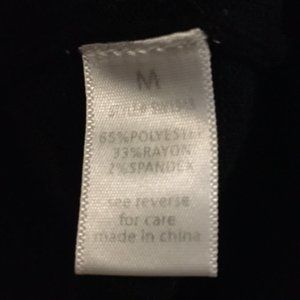 M
65%POLYESTER
33%RAYON
2%SPANDEX
see reverse
for care
made in china